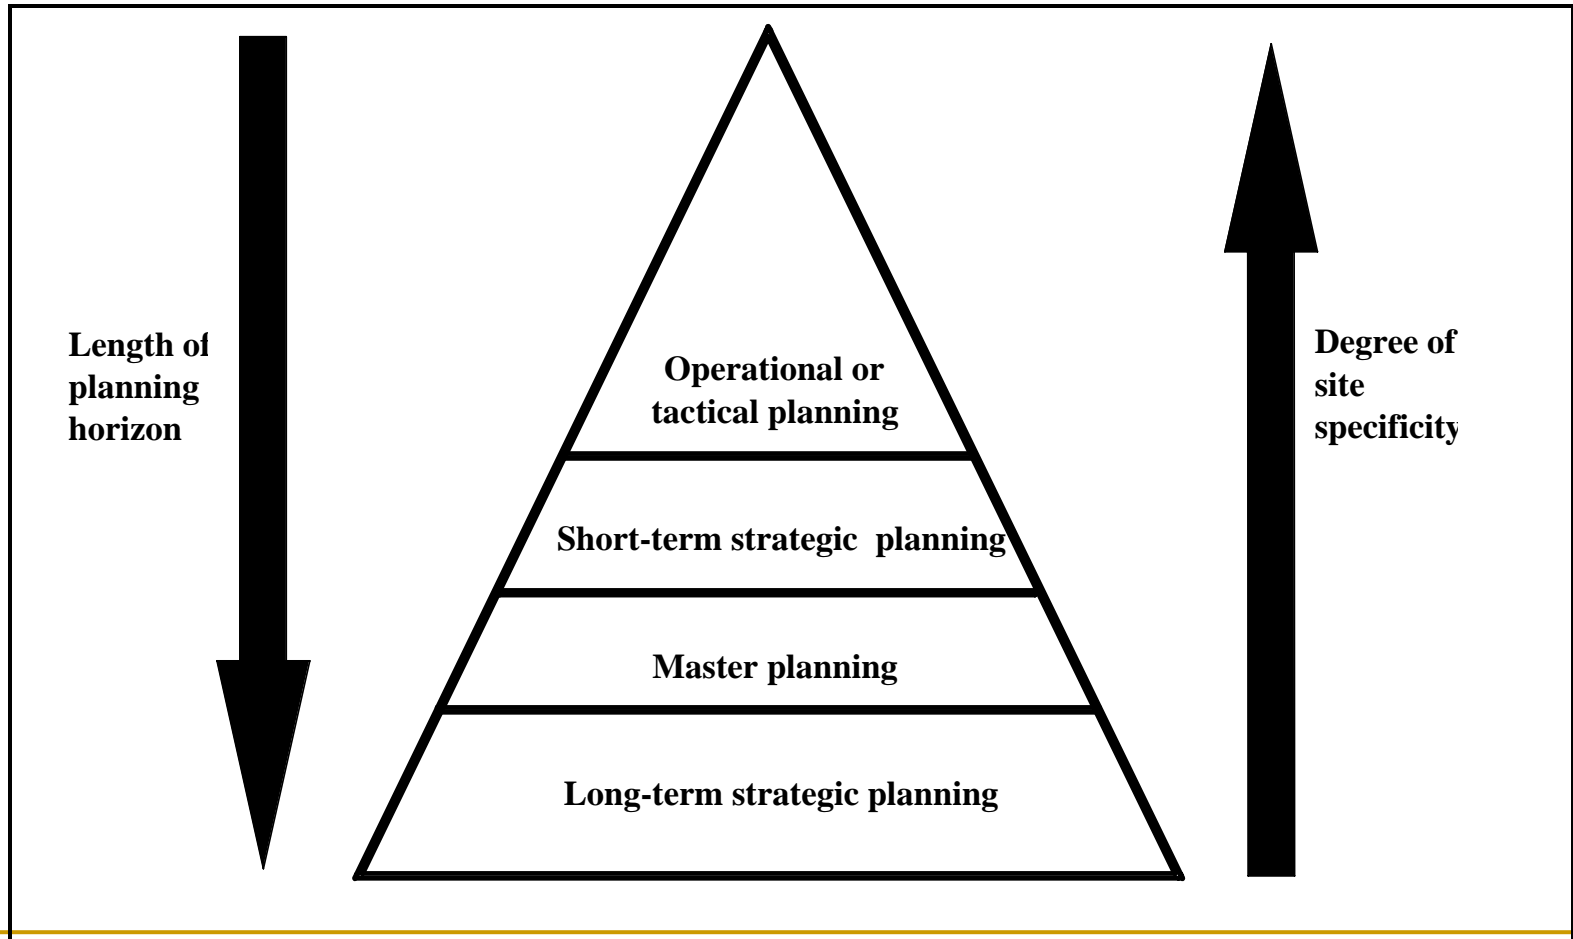 Length of
planning
horizon
Operational or
tactical planning
Short-term strategic  planning
Master planning
Long-term strategic planning
Degree of
site
specificity